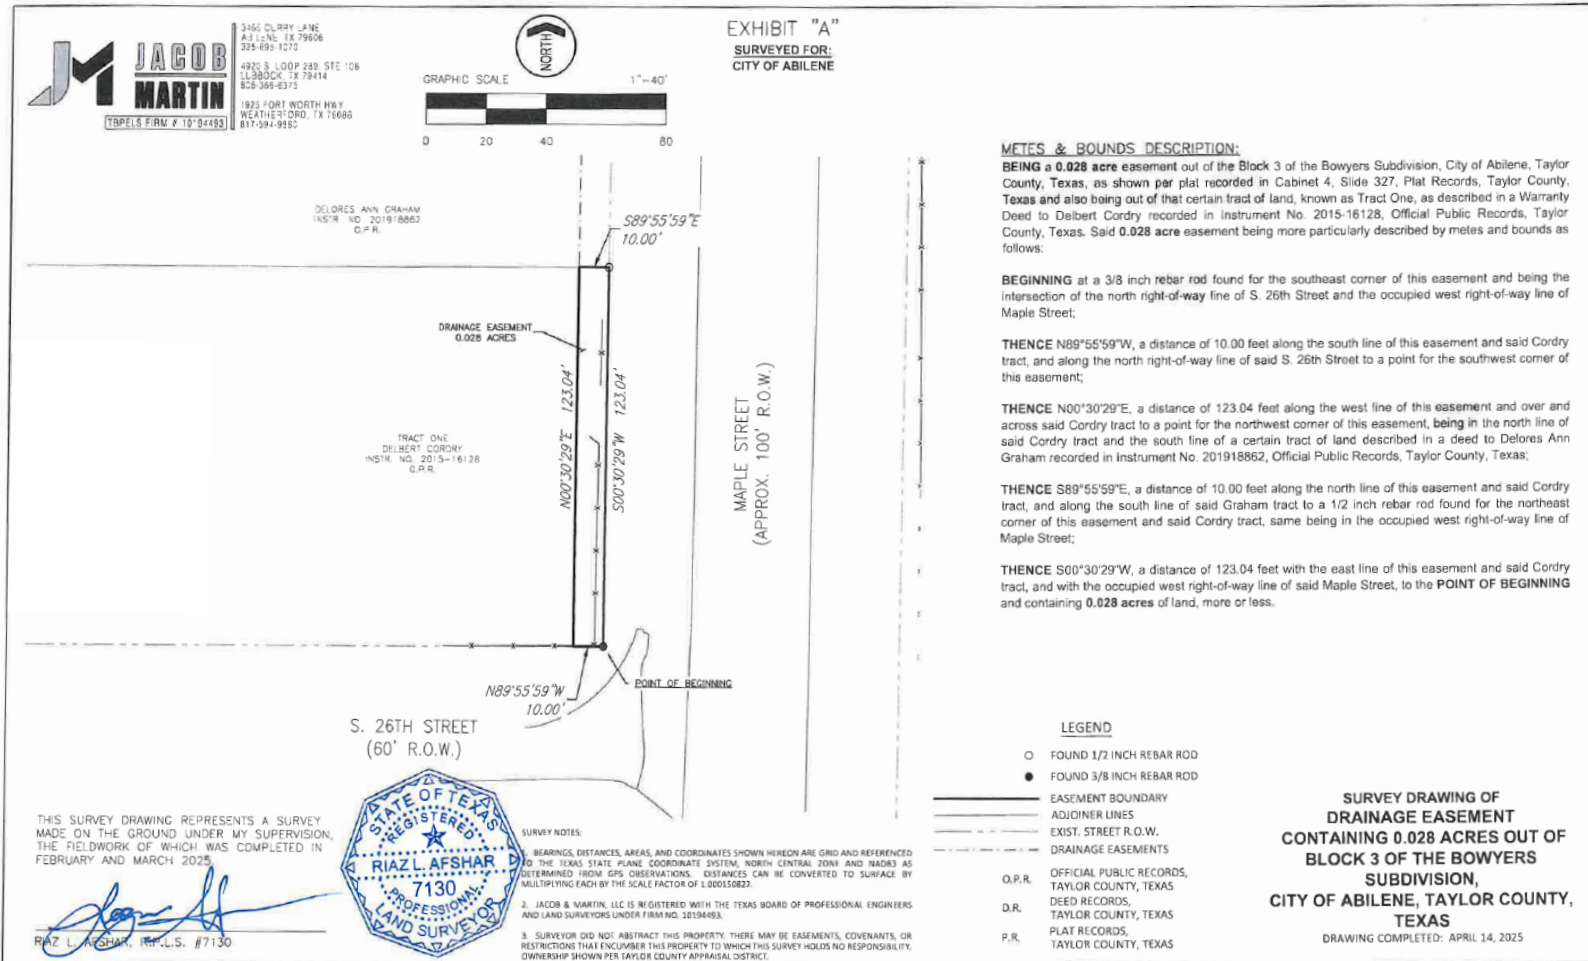 JACOB
MARTIN
TBPELS FIRM # 10194493
3465 CURRY LANE
ABILENE, TX 79606
325-695-1070
4920 S. LOOP 289, STE 106
LUBBOCK, TX 79414
806-368-6375
1925 FORT WORTH HWY
WEATHERFORD, TX 76086
817-594-9880
NORTH
GRAPHIC SCALE 1"=40'
0 20 40 80
EXHIBIT "A"
SURVEYED FOR:
CITY OF ABILENE
DELORES ANN GRAHAM
INSTR. NO. 201918862
O.P.R.
S89°55'59"E
10.00'
DRAINAGE EASEMENT
0.028 ACRES
N00°30'29"E 123.04'
S00°30'29"W 123.04'
TRACT ONE
DELBERT CORDRY
INSTR. NO. 2015-16128
O.P.R.
MAPLE STREET
(APPROX. 100' R.O.W.)
N89°55'59"W
10.00'
POINT OF BEGINNING
S. 26TH STREET
(60' R.O.W.)
METES & BOUNDS DESCRIPTION:
BEING a 0.028 acre easement out of the Block 3 of the Bowyers Subdivision, City of Abilene, Taylor
County, Texas, as shown per plat recorded in Cabinet 4, Slide 327, Plat Records, Taylor County,
Texas and also being out of that certain tract of land, known as Tract One, as described in a Warranty
Deed to Delbert Cordry recorded in Instrument No. 2015-16128, Official Public Records, Taylor
County, Texas. Said 0.028 acre easement being more particularly described by metes and bounds as
follows:
BEGINNING at a 3/8 inch rebar rod found for the southeast corner of this easement and being the
intersection of the north right-of-way line of S. 26th Street and the occupied west right-of-way line of
Maple Street;
THENCE N89°55'59"W, a distance of 10.00 feet along the south line of this easement and said Cordry
tract, and along the north right-of-way line of said S. 26th Street to a point for the southwest corner of
this easement;
THENCE N00°30'29"E, a distance of 123.04 feet along the west line of this easement and over and
across said Cordry tract to a point for the northwest corner of this easement, being in the north line of
said Cordry tract and the south line of a certain tract of land described in a deed to Delores Ann
Graham recorded in Instrument No. 201918862, Official Public Records, Taylor County, Texas;
THENCE S89°55'59"E, a distance of 10.00 feet along the north line of this easement and said Cordry
tract, and along the south line of said Graham tract to a 1/2 inch rebar rod found for the northeast
corner of this easement and said Cordry tract, same being in the occupied west right-of-way line of
Maple Street;
THENCE S00°30'29"W, a distance of 123.04 feet with the east line of this easement and said Cordry
tract, and with the occupied west right-of-way line of said Maple Street, to the POINT OF BEGINNING
and containing 0.028 acres of land, more or less.
LEGEND
FOUND 1/2 INCH REBAR ROD
FOUND 3/8 INCH REBAR ROD
EASEMENT BOUNDARY
ADJOINER LINES
EXIST. STREET R.O.W.
DRAINAGE EASEMENTS
O.P.R. OFFICIAL PUBLIC RECORDS,
TAYLOR COUNTY, TEXAS
D.R. DEED RECORDS,
TAYLOR COUNTY, TEXAS
P.R. PLAT RECORDS,
TAYLOR COUNTY, TEXAS
SURVEY DRAWING OF
DRAINAGE EASEMENT
CONTAINING 0.028 ACRES OUT OF
BLOCK 3 OF THE BOWYERS
SUBDIVISION,
CITY OF ABILENE, TAYLOR COUNTY,
TEXAS
DRAWING COMPLETED: APRIL 14, 2025
THIS SURVEY DRAWING REPRESENTS A SURVEY
MADE ON THE GROUND UNDER MY SUPERVISION,
THE FIELDWORK OF WHICH WAS COMPLETED IN
FEBRUARY AND MARCH 2025
RIAZ L. AFSHAR, R.P.L.S. #7130
STATE OF TEXAS
REGISTERED
RIAZ L. AFSHAR
7130
PROFESSIONAL
LAND SURVEYOR
SURVEY NOTES:
1. BEARINGS, DISTANCES, AREAS, AND COORDINATES SHOWN HEREON ARE GRID AND REFERENCED
TO THE TEXAS STATE PLANE COORDINATE SYSTEM, NORTH CENTRAL ZONE AND NAD83 AS
DETERMINED FROM GPS OBSERVATIONS. DISTANCES CAN BE CONVERTED TO SURFACE BY
MULTIPLYING EACH BY THE SCALE FACTOR OF 1.000150827.
2. JACOB & MARTIN, LLC IS REGISTERED WITH THE TEXAS BOARD OF PROFESSIONAL ENGINEERS
AND LAND SURVEYORS UNDER FIRM NO. 10194493.
3. SURVEYOR DID NOT ABSTRACT THIS PROPERTY. THERE MAY BE EASEMENTS, COVENANTS, OR
RESTRICTIONS THAT ENCUMBER THIS PROPERTY TO WHICH THIS SURVEY HOLDS NO RESPONSIBILITY.
OWNERSHIP SHOWN PER TAYLOR COUNTY APPRAISAL DISTRICT.